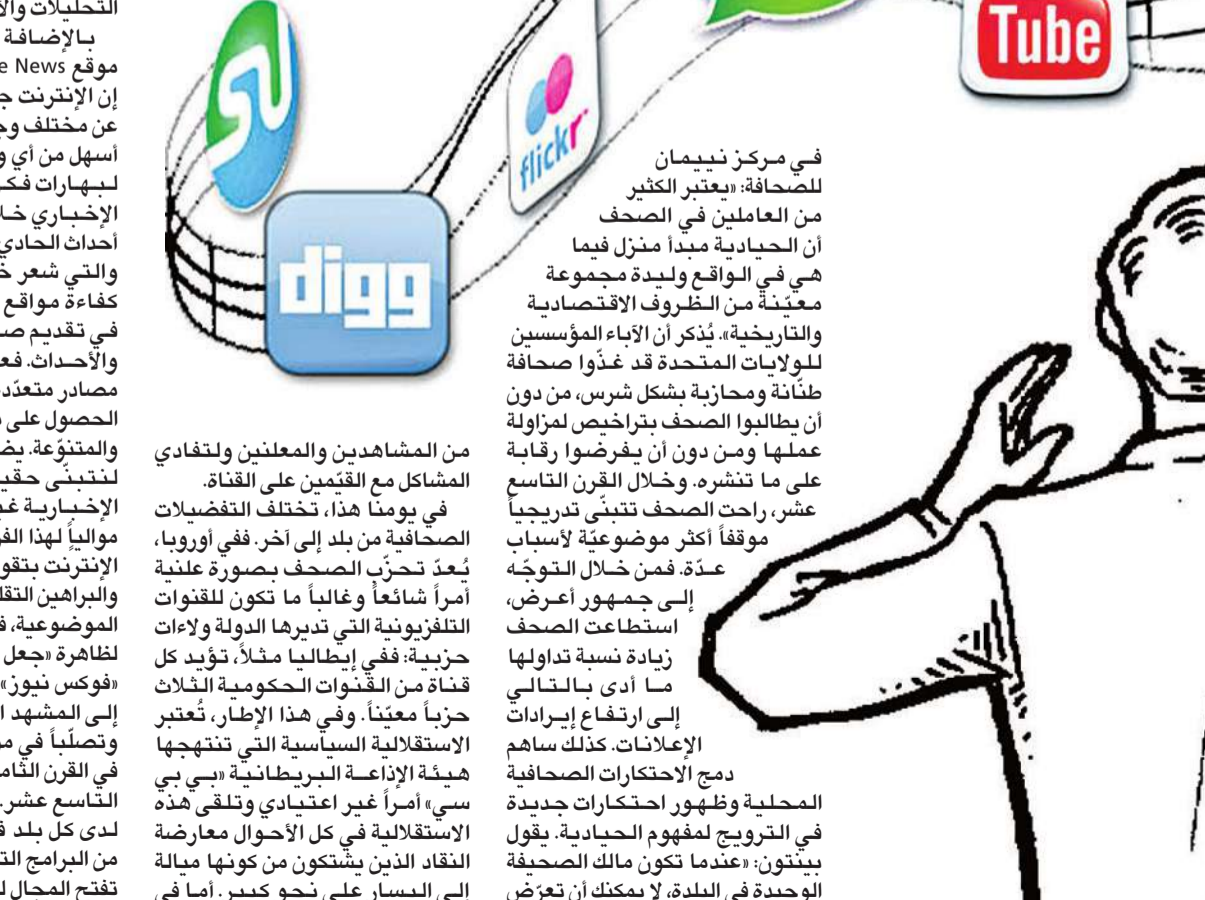 Tube
flickr
digg
في مركز نييمان
للصحافة: «يعتبر الكثير
من العاملين في الصحف
أن الحيادية مبدأ منزل فيما
هي في الواقع وليدة مجموعة
معيّنة من الظروف الاقتصادية
والتاريخية». يُذكر أن الآباء المؤسسين
للولايات المتحدة قد غذّوا صحافة
طنّانة ومحازبة بشكل شرس، من دون
أن يطالبوا الصحف بتراخيص لمزاولة
عملها ومن دون أن يفرضوا رقابة
على ما تنشره. وخلال القرن التاسع
عشر، راحت الصحف تتبنّى تدريجياً
موقفاً أكثر موضوعيّة لأسباب
عدّة. فمن خلال التوجّه
إلى جمهور أعرض،
استطاعت الصحف
زيادة نسبة تداولها
ما أدى بالتالي
إلى ارتفاع إيرادات
الإعلانات. كذلك ساهم
دمج الاحتكارات الصحافية
المحلية وظهور احتكارات جديدة
في الترويج لمفهوم الحيادية. يقول
بينتون: «عندما تكون مالك الصحيفة
الوحيدة في البلدة، لا يمكنك أن تعرّض
من المشاهدين والمعلنين ولتفادي
المشاكل مع القيّمين على القناة.
في يومنا هذا، تختلف التفضيلات
الصحافية من بلد إلى آخر. ففي أوروبا،
يُعدّ تحزّب الصحف بصورة علنية
أمراً شائعاً وغالباً ما تكون للقنوات
التلفزيونية التي تديرها الدولة ولاءات
حزبية: ففي إيطاليا مثلاً، تؤيد كل
قناة من القنوات الحكومية الثلاث
حزباً معيّناً. وفي هذا الإطار، تُعتبر
الاستقلالية السياسية التي تنتهجها
هيئة الإذاعة البريطانية «بي بي
سي» أمراً غير اعتيادي وتلقى هذه
الاستقلالية في كل الأحوال معارضة
النقاد الذين يشتكون من كونها ميالة
إلى اليسار على نحو كبير. أما في
التحليلات
بالإضافة
موقع News
إن الإنترنت
عن مختلف
أسهل من أي
لبهارات
الإخباري
أحداث الحادي
والتي شعر
كفاءة مواقع
في تقديم
والأحداث.
مصادر
الحصول على
والمتنوّعة.
لنتبنّى
الإخبارية
موالياً لهذا
الإنترنت
والبراهين
الموضوعية،
لظاهرة «جعل
«فوكس نيوز»
إلى المشهد
وتصلّباً في
في القرن
التاسع عشر.
لدى كل بلد
من البرامج
تفتح المجال